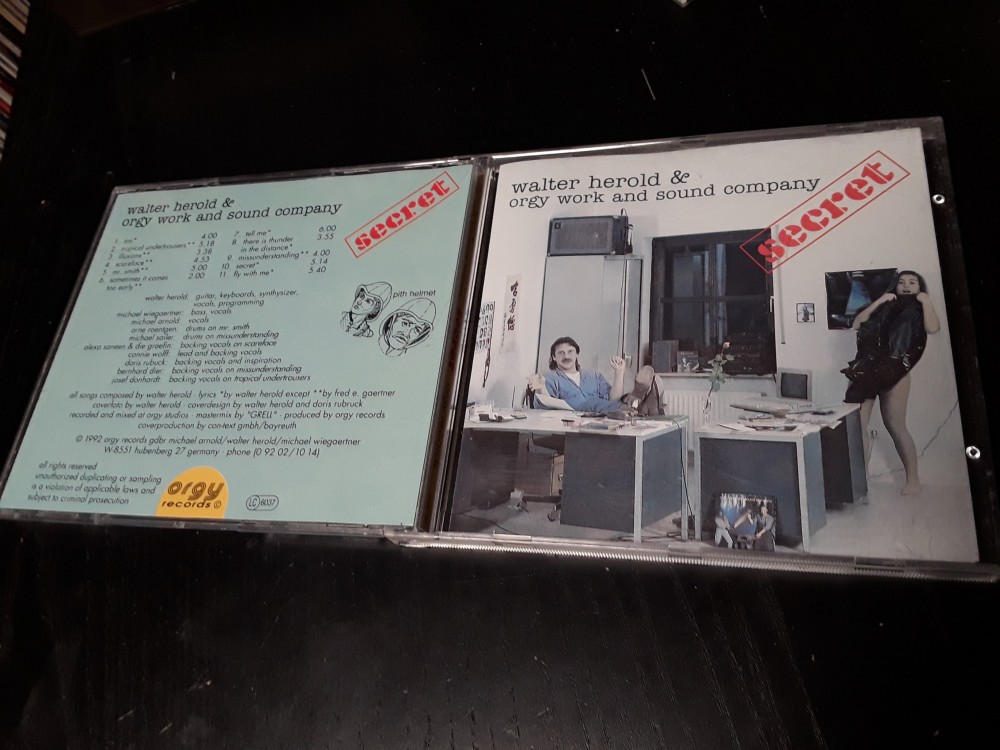 walter herold &
orgy work and sound company
secret
4.00
2. tropical undertrousers** 5.18
3. illusions** 3.38
4. scareface** 4.53
5. mr. smith** 5.00
6. sometimes it comes 2.00
too early**
7. tell me* 6.00
8. there is thunder 3.55
in the distance*
9. missunderstanding** 4.00
10. secret* 5.14
11. fly with me* 5.40
walter herold: guitar, keyboards, synthysizer,
vocals, programming
michael wiegaertner: bass, vocals
michael arnold: vocals
arne roentgen: drums on mr. smith
michael sailer: drums on missunderstanding
alexa saneen & die graefin: backing vocals on scareface
connie wolff: lead and backing vocals
doris rubruck: backing vocals and inspiration
bernhard dier: backing vocals on missunderstanding
josef donhardt: backing vocals on tropical undertrousers
pith helmet
all songs composed by walter herold · lyrics *by walter herold except **by fred e. gaertner
coverfoto by walter herold · coverdesign by walter herold and doris rubruck
recorded and mixed at orgy studios · mastermix by "GRELL" · produced by orgy records
coverproduction by con-text gmbh/bayreuth
© 1992 orgy records gdbr michael arnold/walter herold/michael wiegaertner
W-8551 hubenberg 27 germany · phone (0 92 02/10 14)
all rights reserved
unauthorized duplicating or sampling
is a violation of applicable laws and
subject to criminal prosecution
orgy
records ©
LC 8037
walter herold &
orgy work and sound company
secret